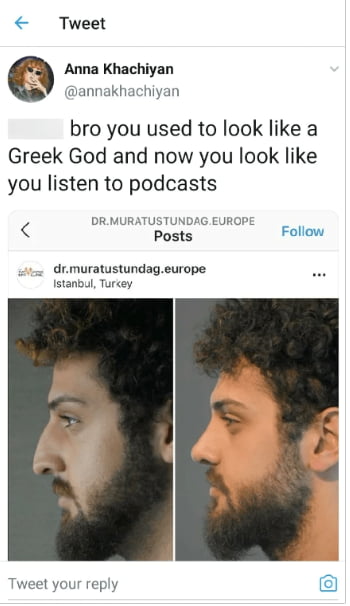 Tweet
Anna Khachiyan
@annakhachiyan
bro you used to look like a
Greek God and now you look like
you listen to podcasts
DR.MURATUSTUNDAG.EUROPE
Posts
Follow
dr.muratustundag.europe
Istanbul, Turkey
Tweet your reply